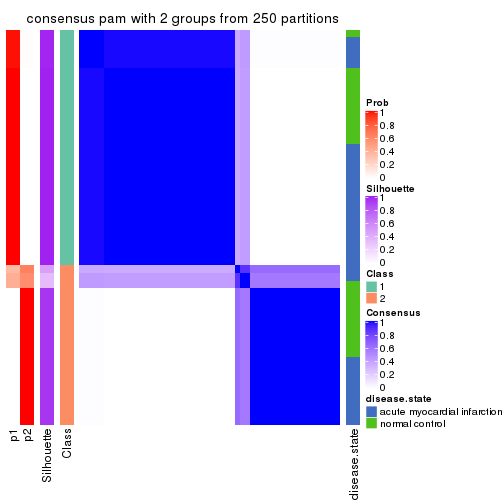 consensus pam with 2 groups from 250 partitions
Prob
1
0.8
0.6
0.4
0.2
0
Silhouette
1
0.8
0.6
0.4
0.2
0
Class
1
2
Consensus
1
0.8
0.6
0.4
0.2
0
disease.state
acute myocardial infarction
normal control
p1
p2
Silhouette
Class
disease.state